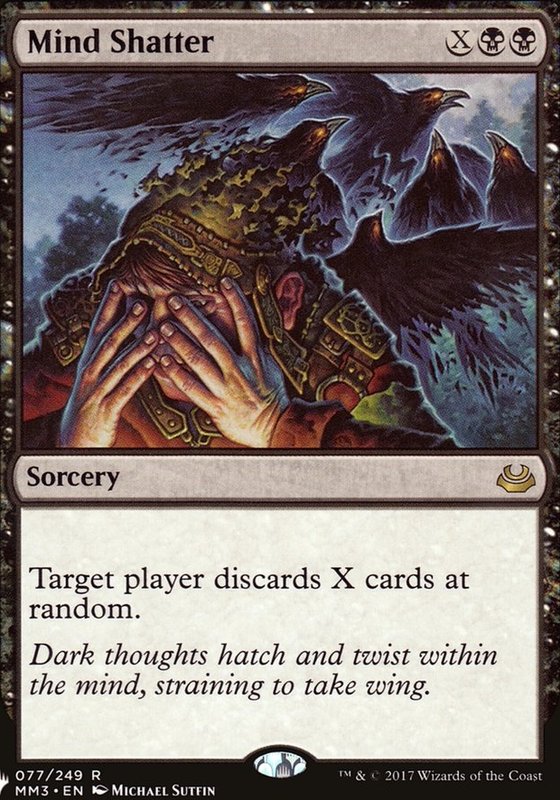 Mind Shatter X
Sorcery
Target player discards X cards at
random.
Dark thoughts hatch and twist within
the mind, straining to take wing.
077/249 R
MM3 • EN Michael Sutfin
™ & © 2017 Wizards of the Coast